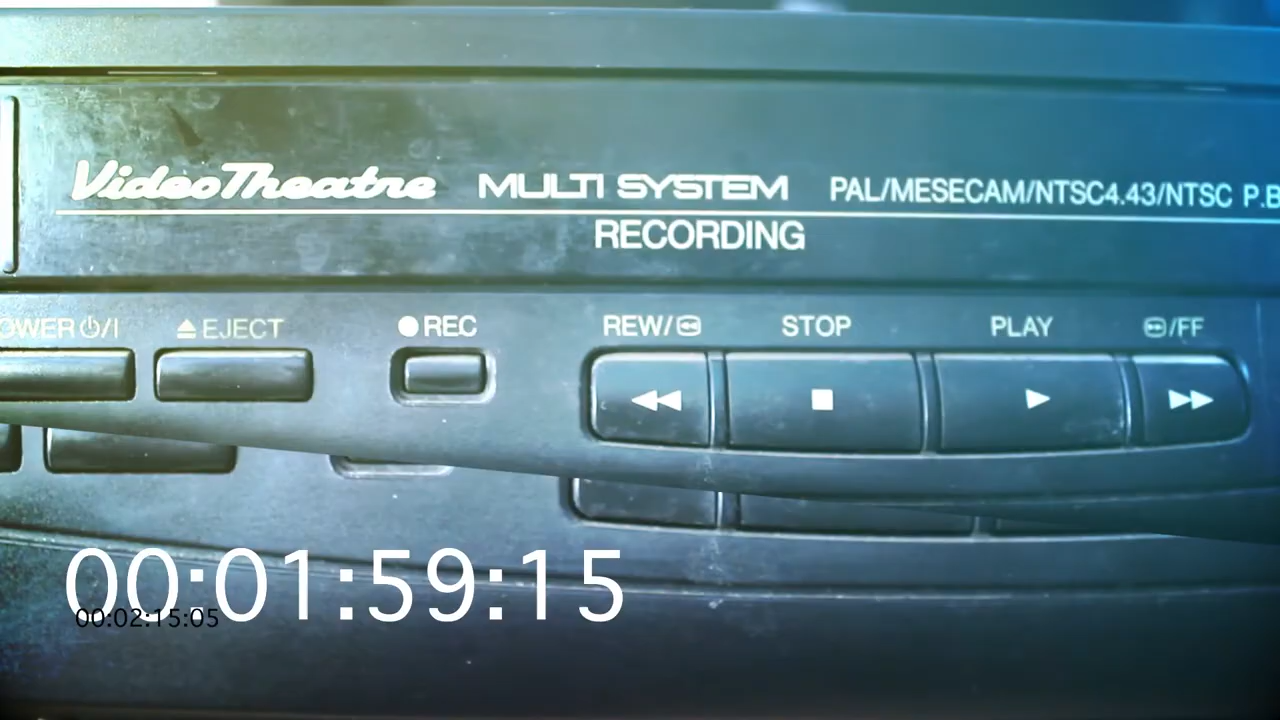 VideoTheatre MULTI SYSTEM PAL/MESECAM/NTSC4.43/NTSC P.B
RECORDING
OWER ⏻/I ⏏ EJECT ● REC REW/ STOP PLAY /FF
00:01:59:15
00:02:15:05